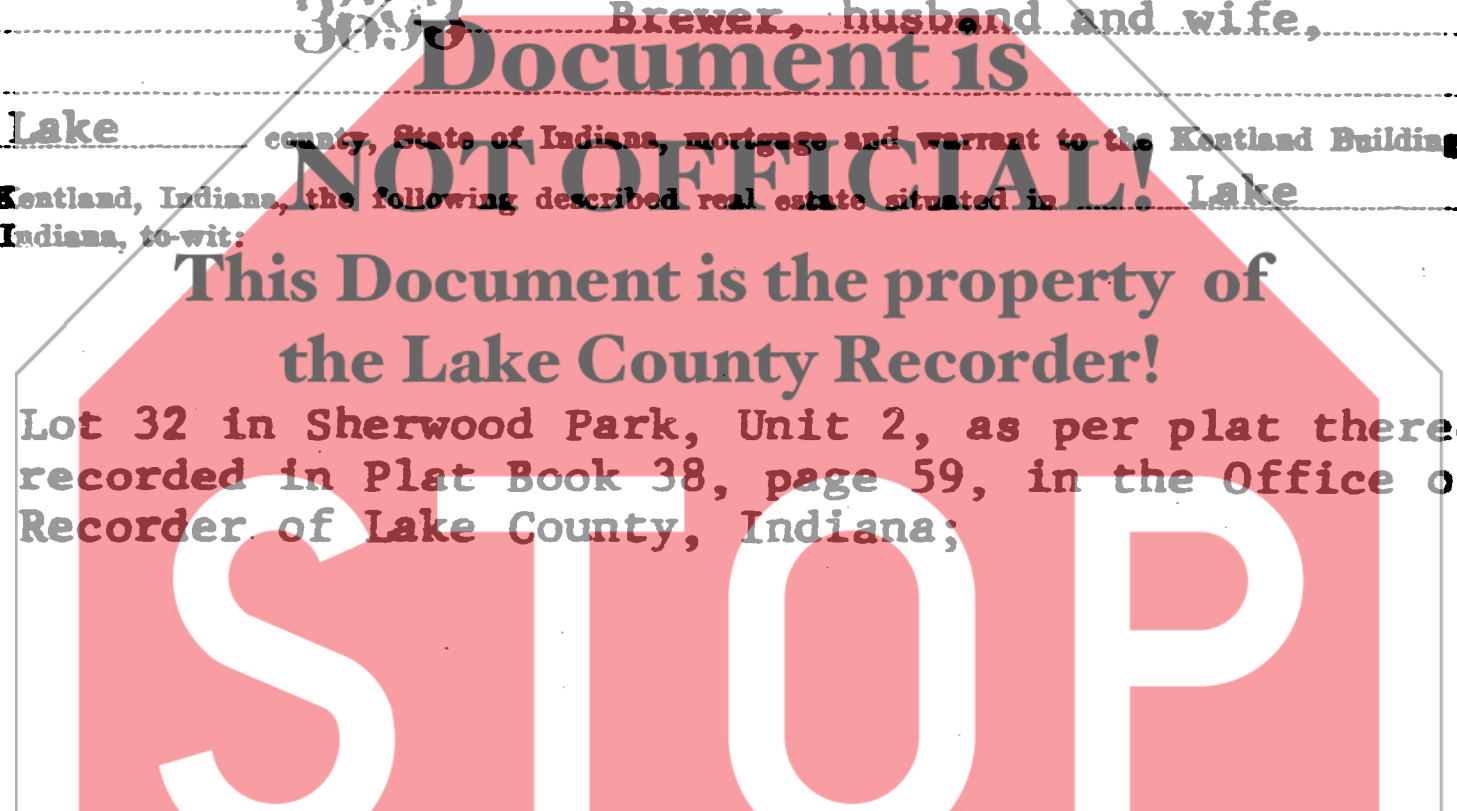 Brewer, husband and wife,
Document is
Lake county, State of Indiana, mortgage and warrant to the Kentland Building
NOT OFFICIAL!
Kentland, Indiana, the following described real estate situated in Lake
Indiana, to-wit:
This Document is the property of
the Lake County Recorder!
Lot 32 in Sherwood Park, Unit 2, as per plat there
recorded in Plat Book 38, page 59, in the Office o
Recorder of Lake County, Indiana;
STOP